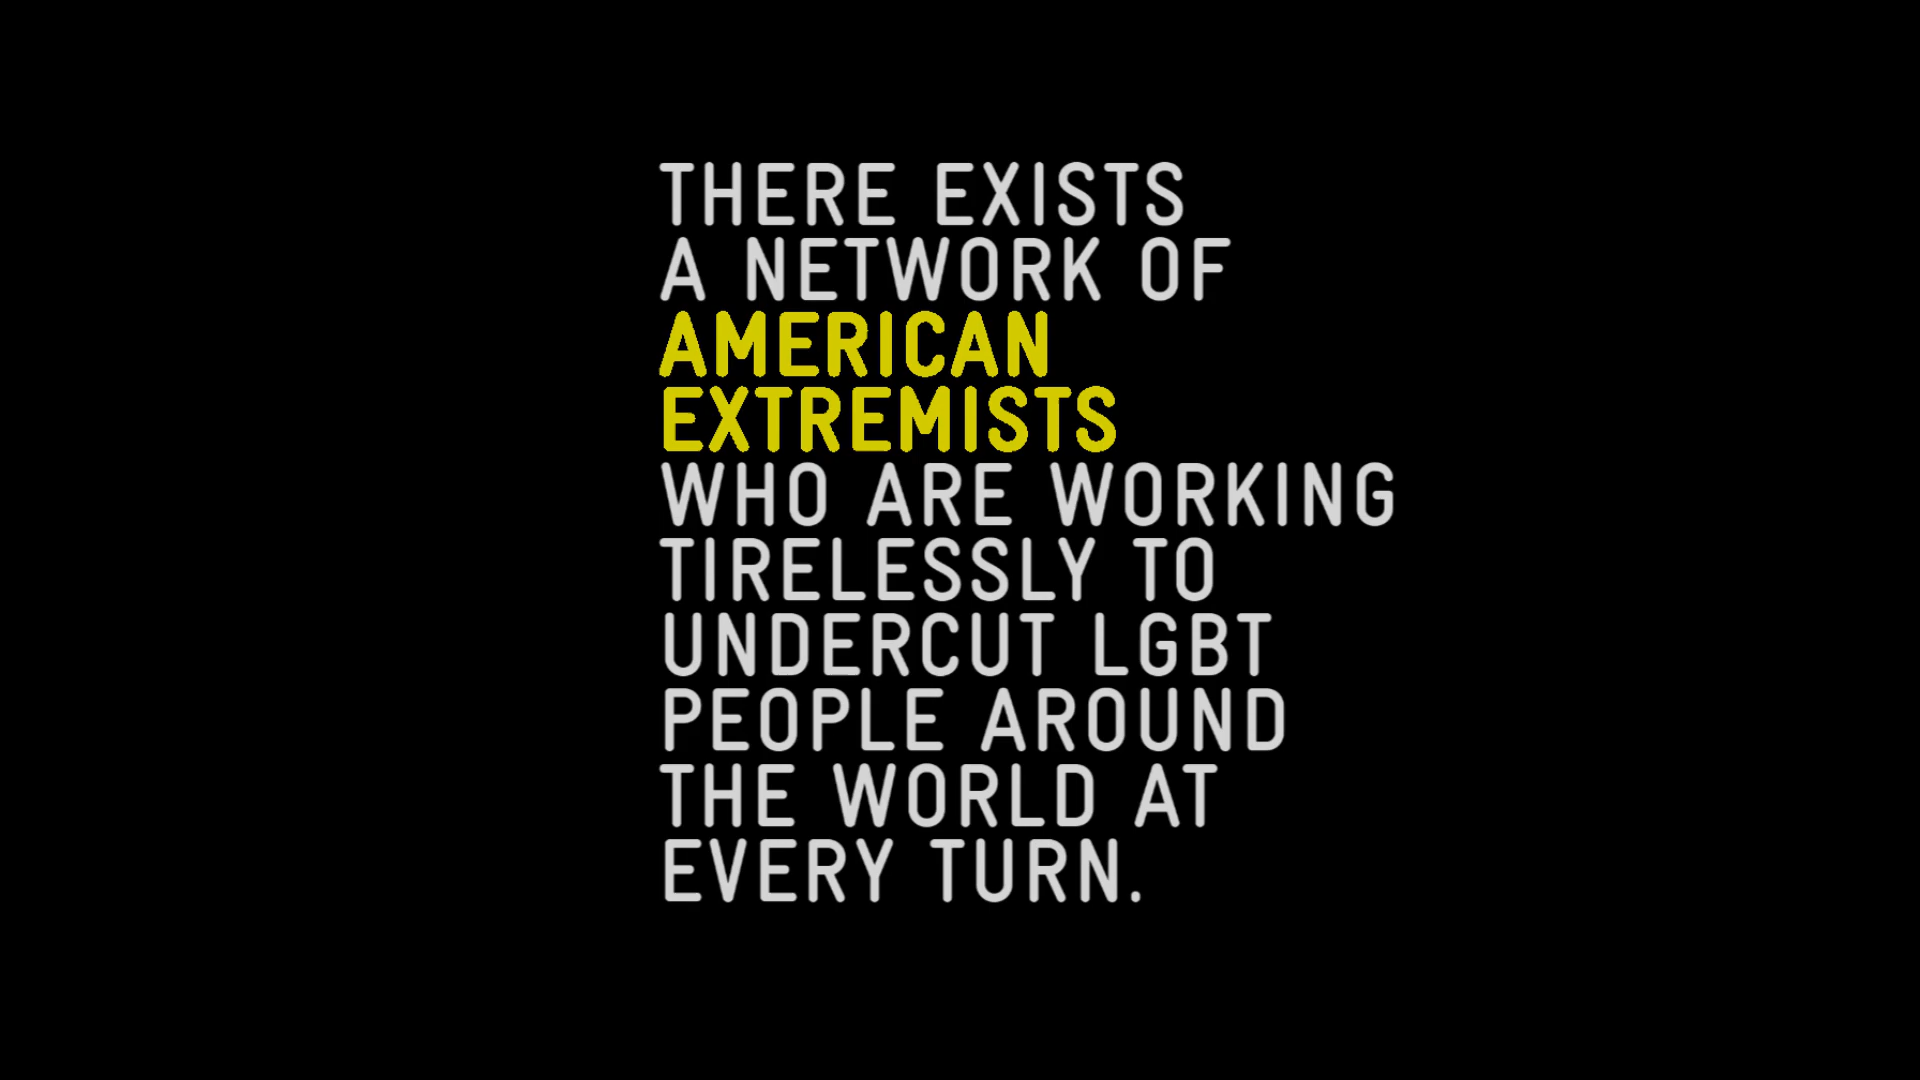 THERE EXISTS
A NETWORK OF
AMERICAN
EXTREMISTS
WHO ARE WORKING
TIRELESSLY TO
UNDERCUT LGBT
PEOPLE AROUND
THE WORLD AT
EVERY TURN.